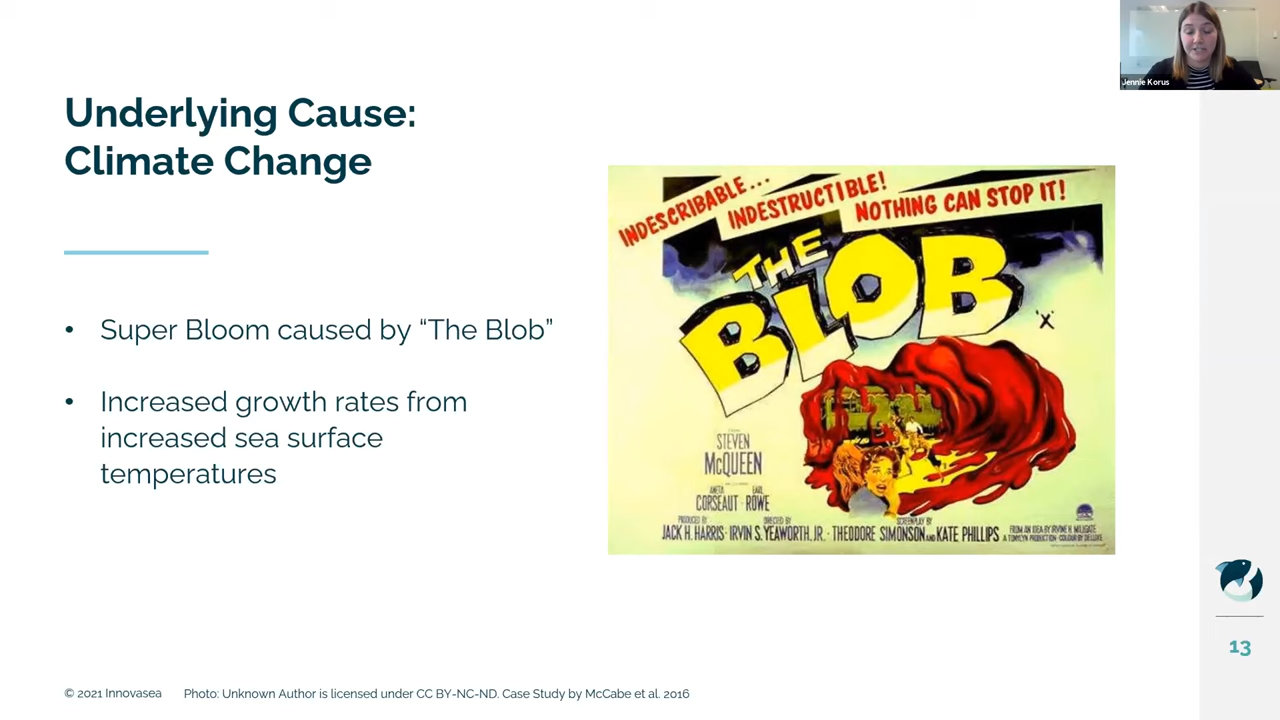 Jennie Korus
Underlying Cause:
Climate Change
• Super Bloom caused by “The Blob”
• Increased growth rates from
increased sea surface
temperatures
INDESCRIBABLE...
INDESTRUCTIBLE!
NOTHING CAN STOP IT!
THE
BLOB
'X'
STEVEN
McQUEEN
ANETA
CORSEAUT · EARL
ROWE
PRODUCED BY
JACK H. HARRIS · DIRECTED BY
IRVIN S. YEAWORTH, JR. · SCREENPLAY BY
THEODORE SIMONSON AND KATE PHILLIPS
FROM AN IDEA BY IRVINE H. MILLGATE
A TONYLYN PRODUCTION · COLOUR BY DE LUXE
13
© 2021 Innovasea
Photo: Unknown Author is licensed under CC BY-NC-ND. Case Study by McCabe et al. 2016